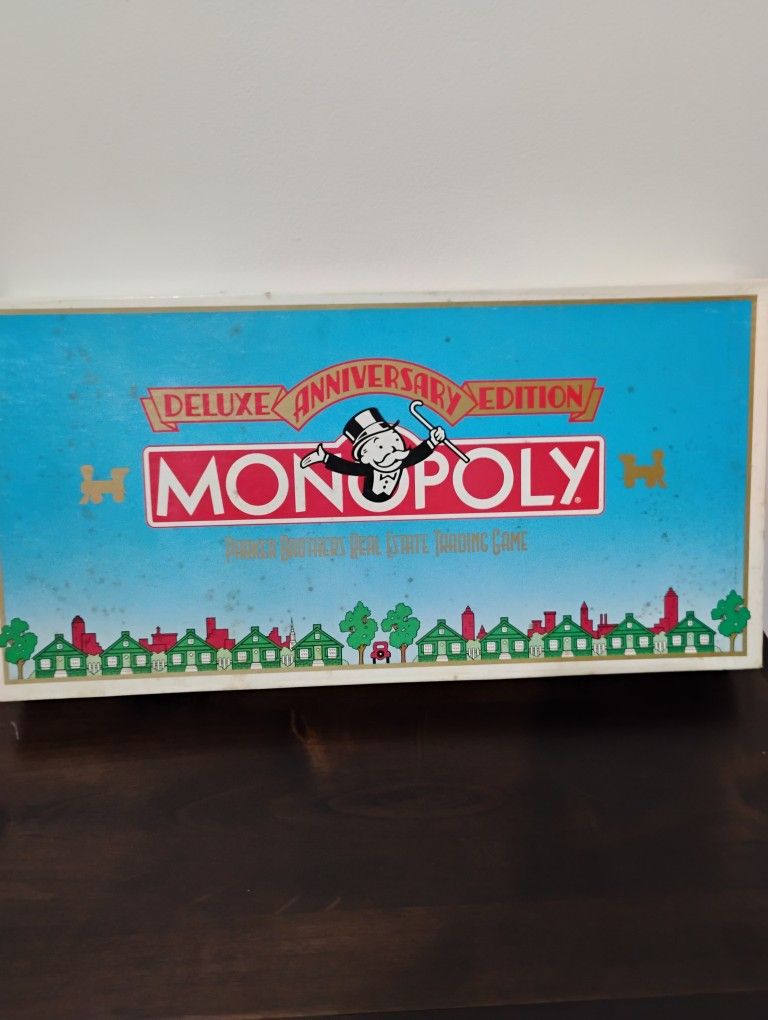 DELUXE ANNIVERSARY EDITION
MONOPOLY®
PARKER BROTHERS REAL ESTATE TRADING GAME